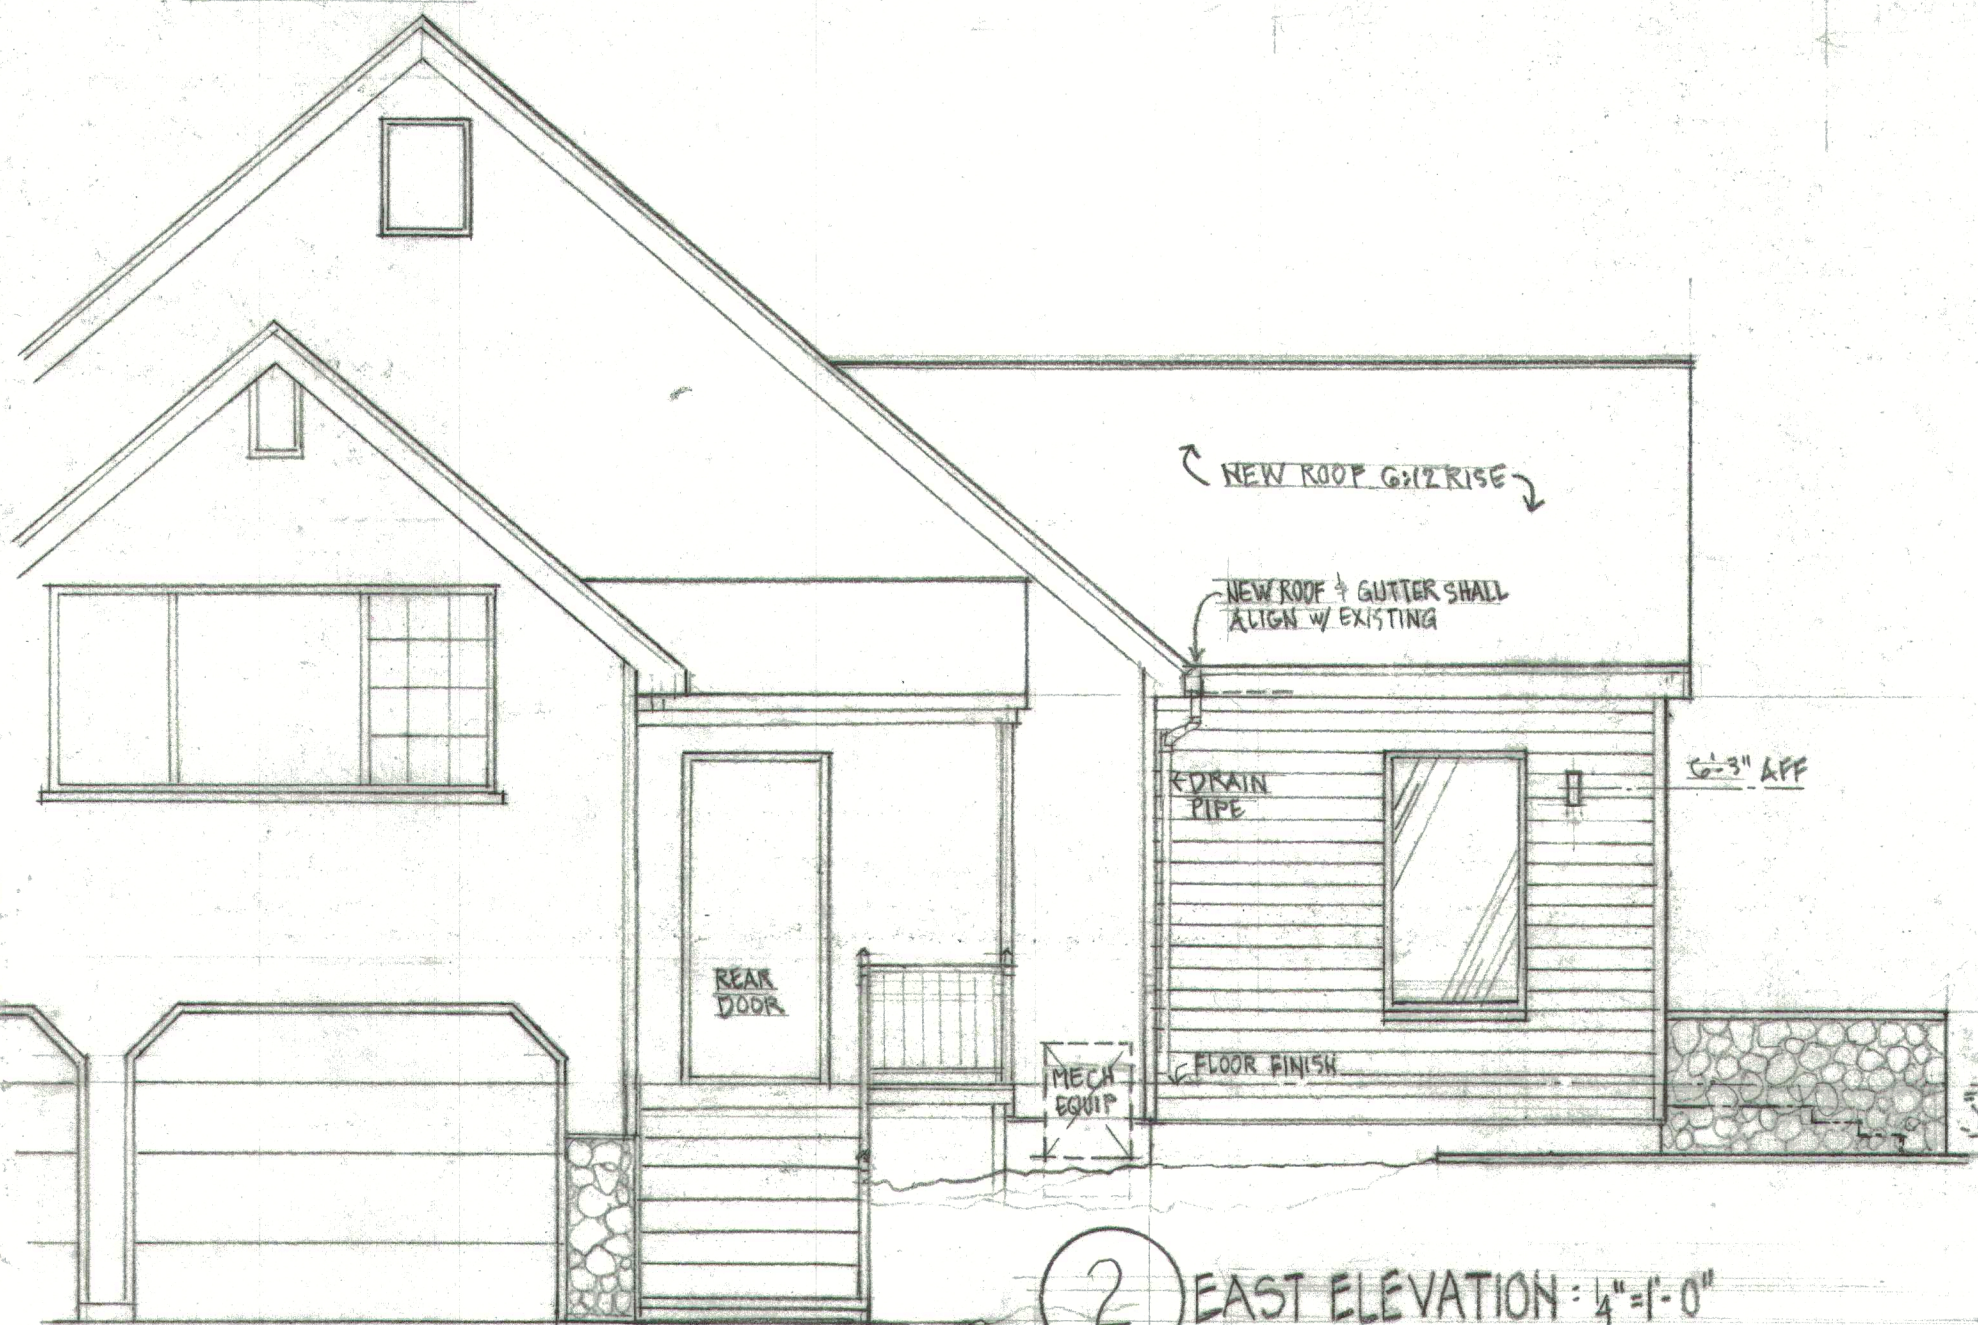 NEW ROOF 6:12 RISE
NEW ROOF & GUTTER SHALL
ALIGN W/ EXISTING
6'-3" AFF
DRAIN
PIPE
REAR
DOOR
FLOOR FINISH
MECH
EQUIP
2 EAST ELEVATION : 1/4"=1'-0"